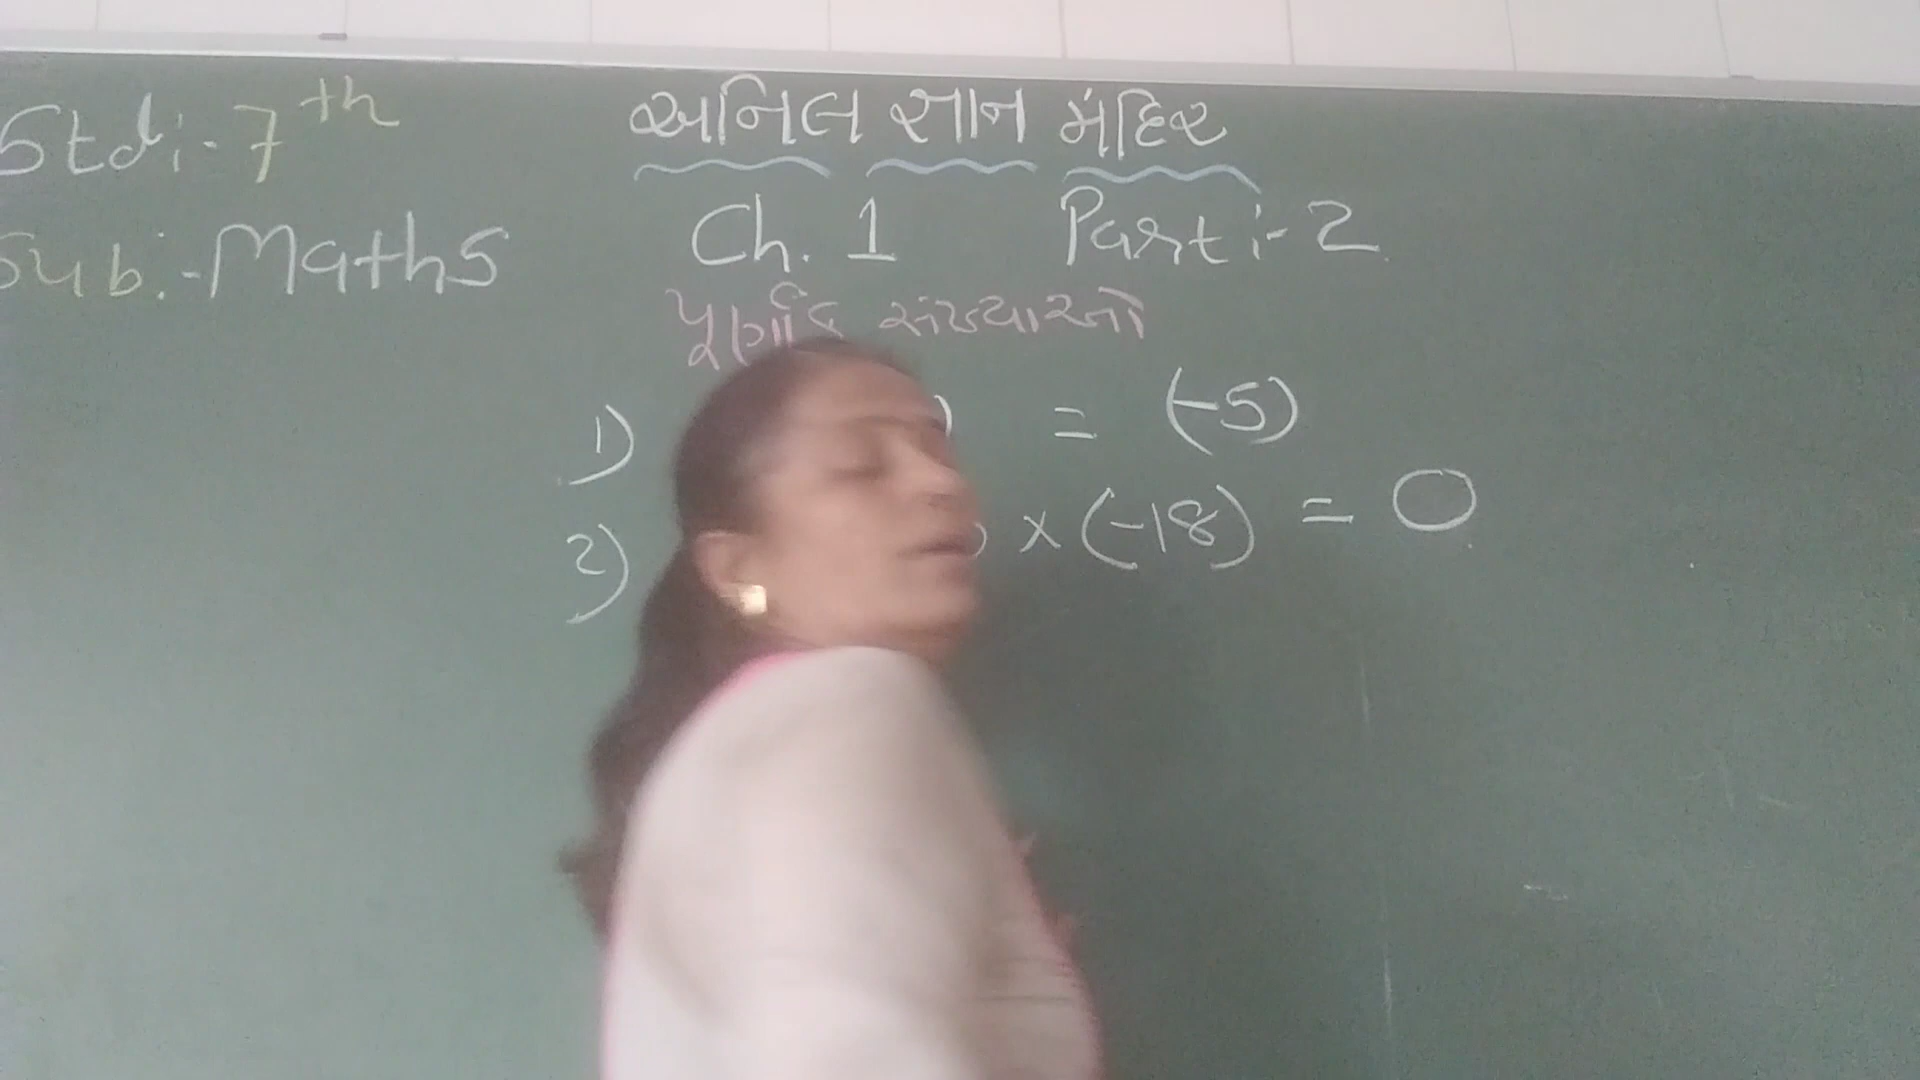 Std:- 7th
Sub:- Maths
અનિલ જ્ઞાન મંદિર
Ch. 1 Part:- 2
પૂર્ણાંક સંખ્યાઓ
1) ) = (-5)
2) ) × (-18) = 0